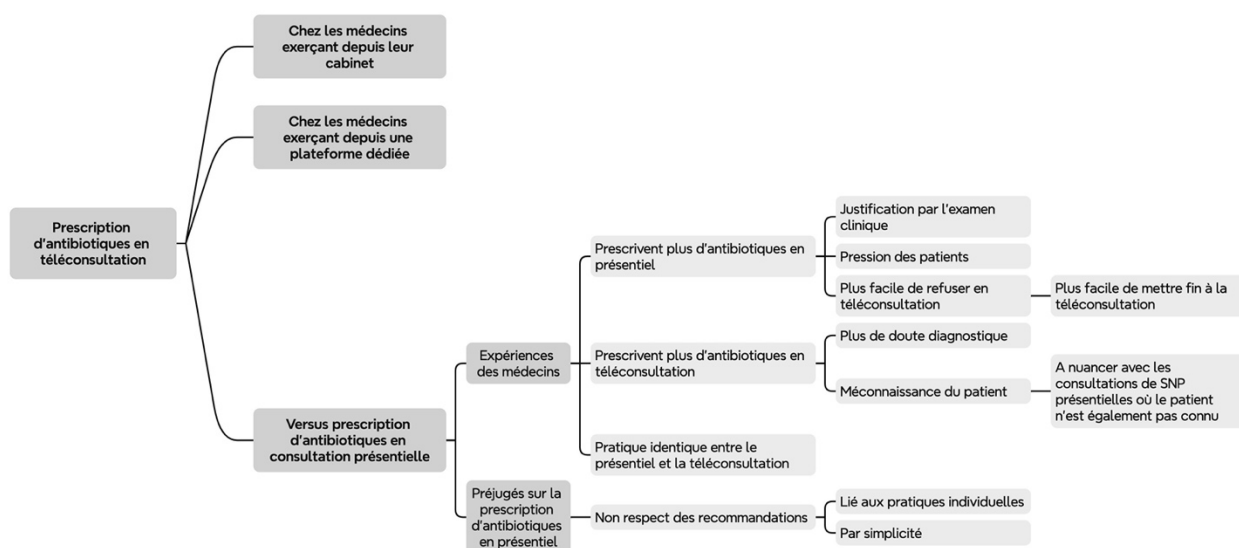 Chez les médecins
exerçant depuis leur
cabinet
Chez les médecins
exerçant depuis une
plateforme dédiée
Prescription
d'antibiotiques en
téléconsultation
Versus prescription
d'antibiotiques en
consultation présentielle
Expériences
des médecins
Prescrivent plus d'antibiotiques en
présentiel
Justification par l'examen
clinique
Pression des patients
Plus facile de refuser en
téléconsultation
Plus facile de mettre fin à la
téléconsultation
Prescrivent plus d'antibiotiques en
téléconsultation
Plus de doute diagnostique
Méconnaissance du patient
A nuancer avec les
consultations de SNP
présentielles où le patient
n'est également pas connu
Pratique identique entre le
présentiel et la téléconsultation
Préjugés sur la
prescription
d'antibiotiques
en présentiel
Non respect des recommandations
Lié aux pratiques individuelles
Par simplicité